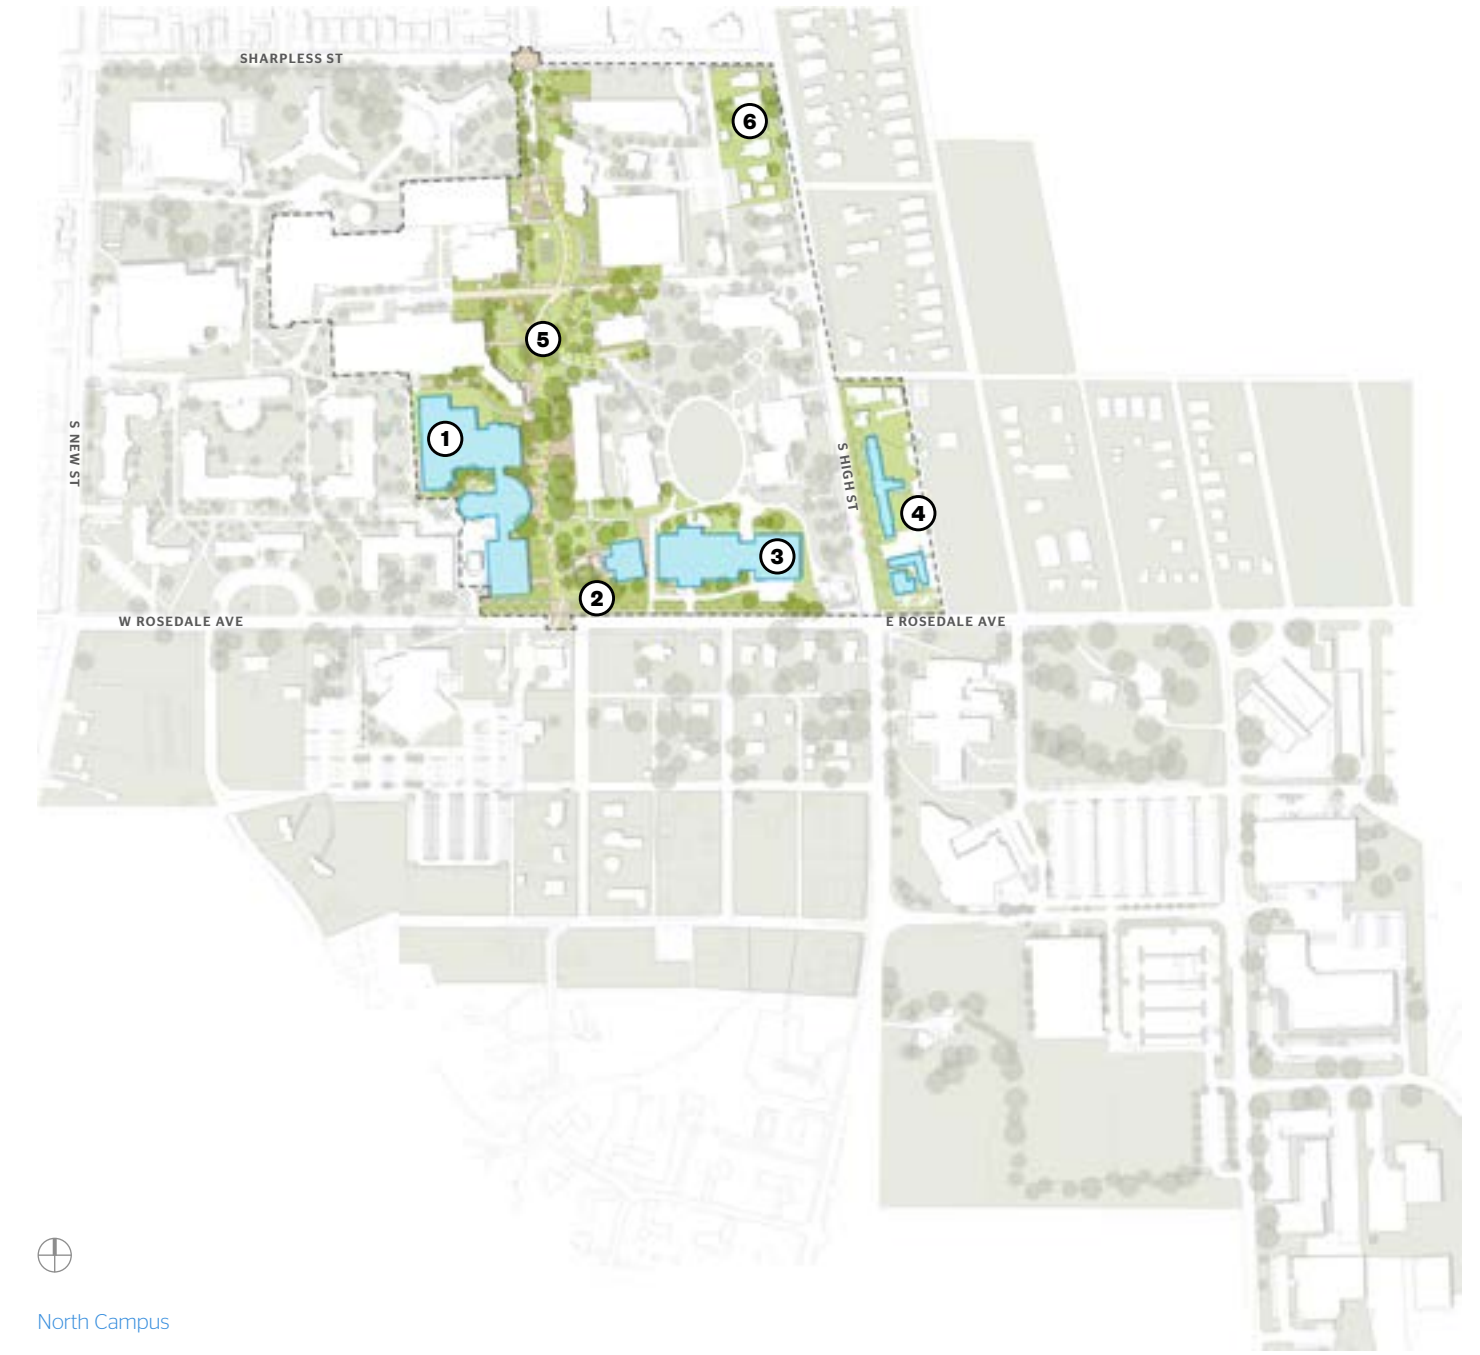 SHARPLESS ST
6
5
1
S NEW ST
S HIGH ST
4
3
2
W ROSEDALE AVE
E ROSEDALE AVE
North Campus